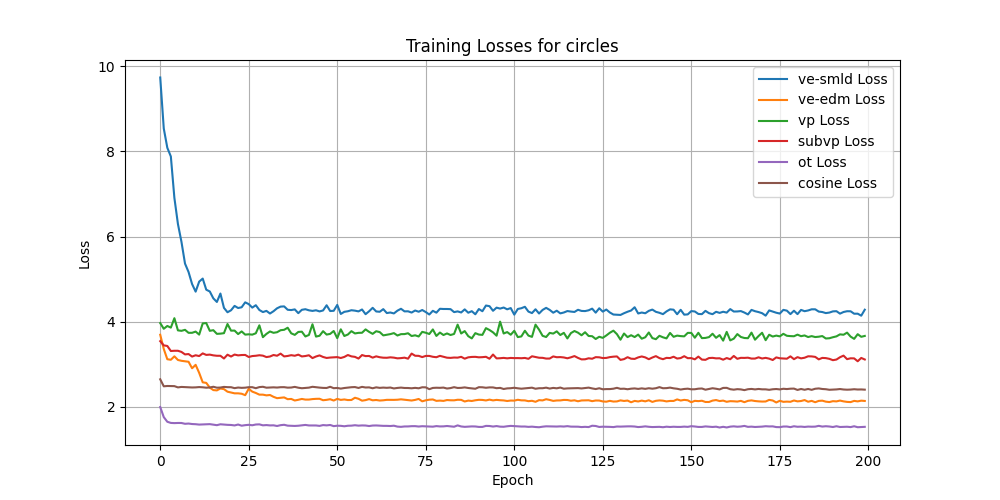 Training Losses for circles
10
8
6
4
2
Loss
ve-smld Loss
ve-edm Loss
vp Loss
subvp Loss
ot Loss
cosine Loss
0 25 50 75 100 125 150 175 200
Epoch